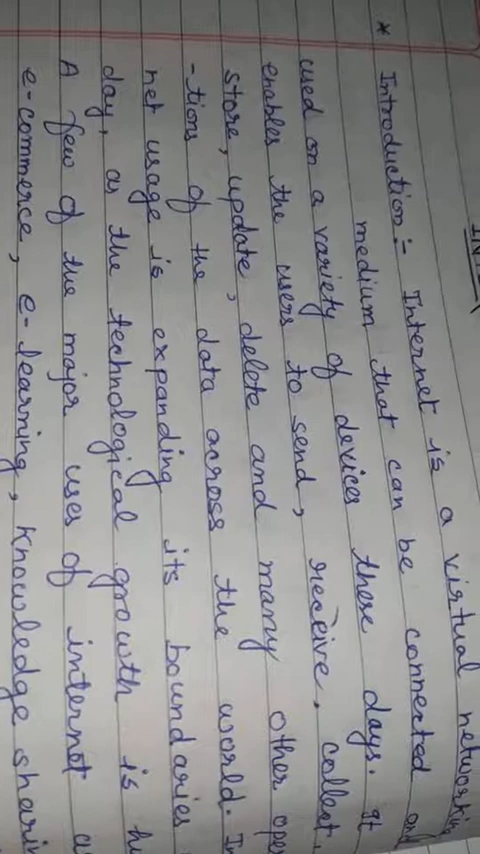 * Introduction :- Internet is a virtual networking
medium that can be connected and
used on a variety of devices these days. It
enables the users to send, receive, collect,
store, update, delete and many other oper
-tions of the data across the world. In
net usage is expanding its boundaries
day, as the technological growth is hu
A few of the major uses of internet a
e-commerce, e-learning, Knowledge sharin